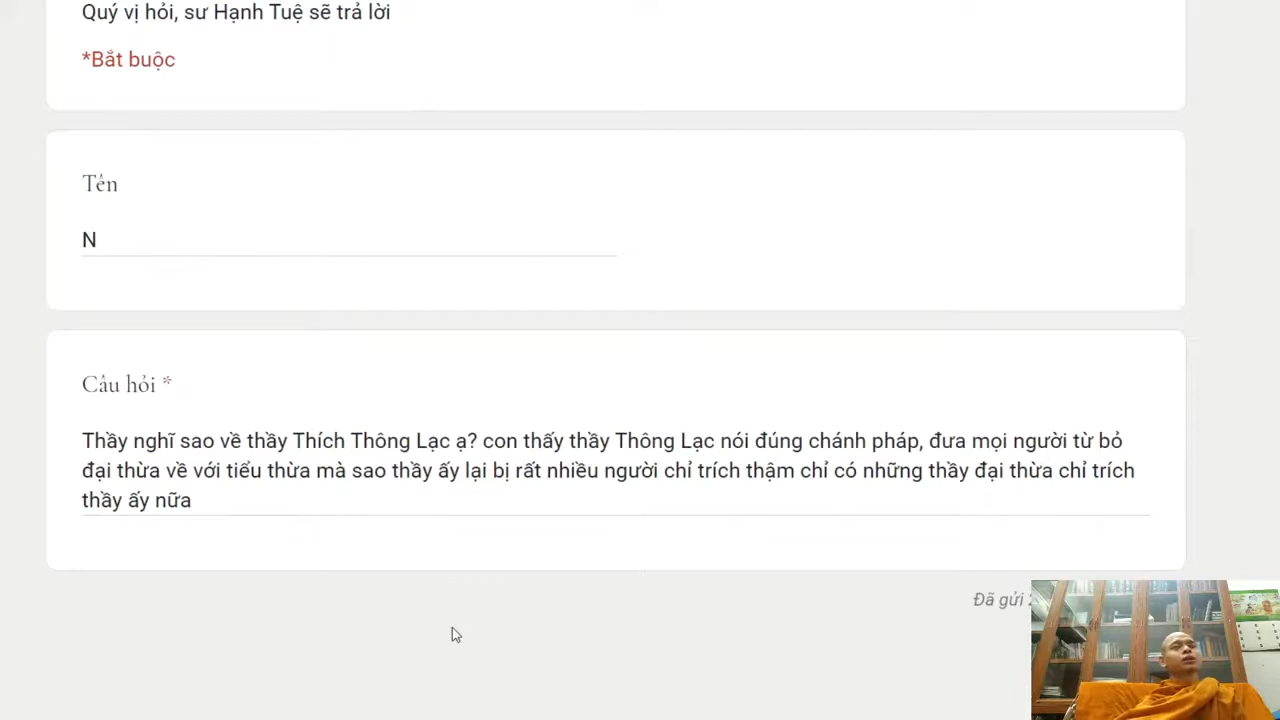 Quý vị hỏi, sư Hạnh Tuệ sẽ trả lời
*Bắt buộc
Tên
N
Câu hỏi *
Thầy nghĩ sao về thầy Thích Thông Lạc ạ? con thấy thầy Thông Lạc nói đúng chánh pháp, đưa mọi người từ bỏ
đại thừa về với tiểu thừa mà sao thầy ấy lại bị rất nhiều người chỉ trích thậm chí có những thầy đại thừa chỉ trích
thầy ấy nữa
Đã gửi